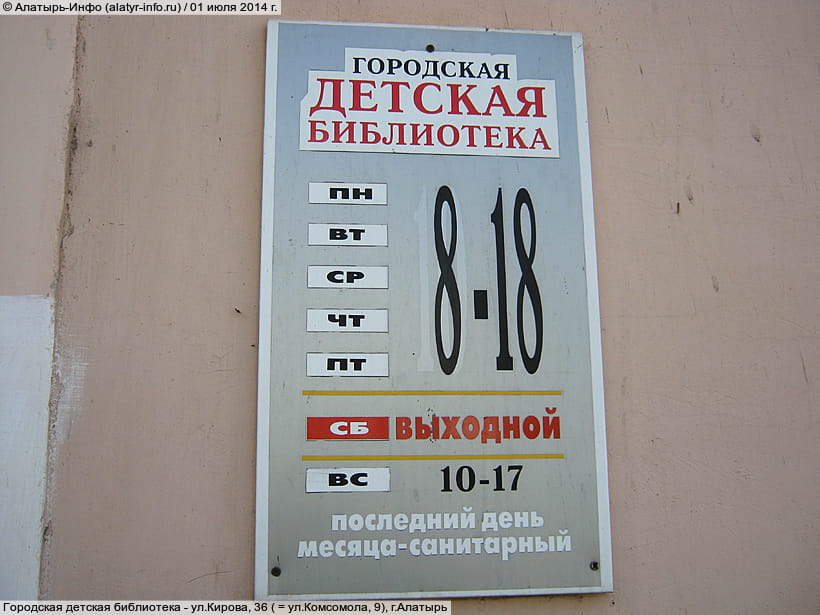 © Алатырь-Инфо (alatyr-info.ru) / 01 июля 2014 г.
ГОРОДСКАЯ
ДЕТСКАЯ
БИБЛИОТЕКА
ПН
ВТ
СР
ЧТ
ПТ
8-18
СБ ВЫХОДНОЙ
ВС 10-17
последний день
месяца-санитарный
Городская детская библиотека - ул.Кирова, 36 ( = ул.Комсомола, 9), г.Алатырь